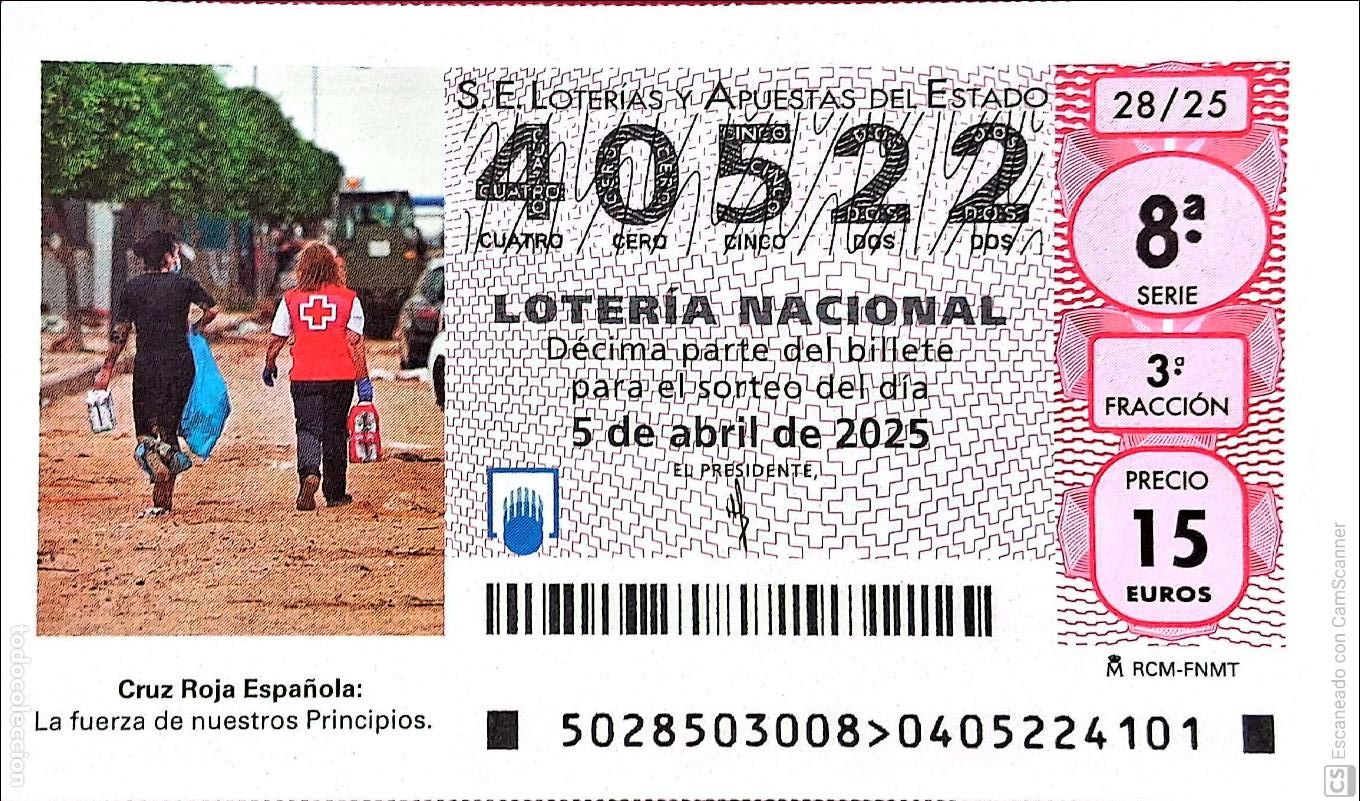 S.E. LOTERÍAS Y APUESTAS DEL ESTADO
40522
CUATRO CERO CINCO DOS DOS
LOTERÍA NACIONAL
Décima parte del billete
para el sorteo del día
5 de abril de 2025
EL PRESIDENTE,
28/25
8ª
SERIE
3ª
FRACCIÓN
PRECIO
15
EUROS
RCM-FNMT
Cruz Roja Española:
La fuerza de nuestros Principios.
5028503008>0405224101
todocoleccion
CS Escaneado con CamScanner